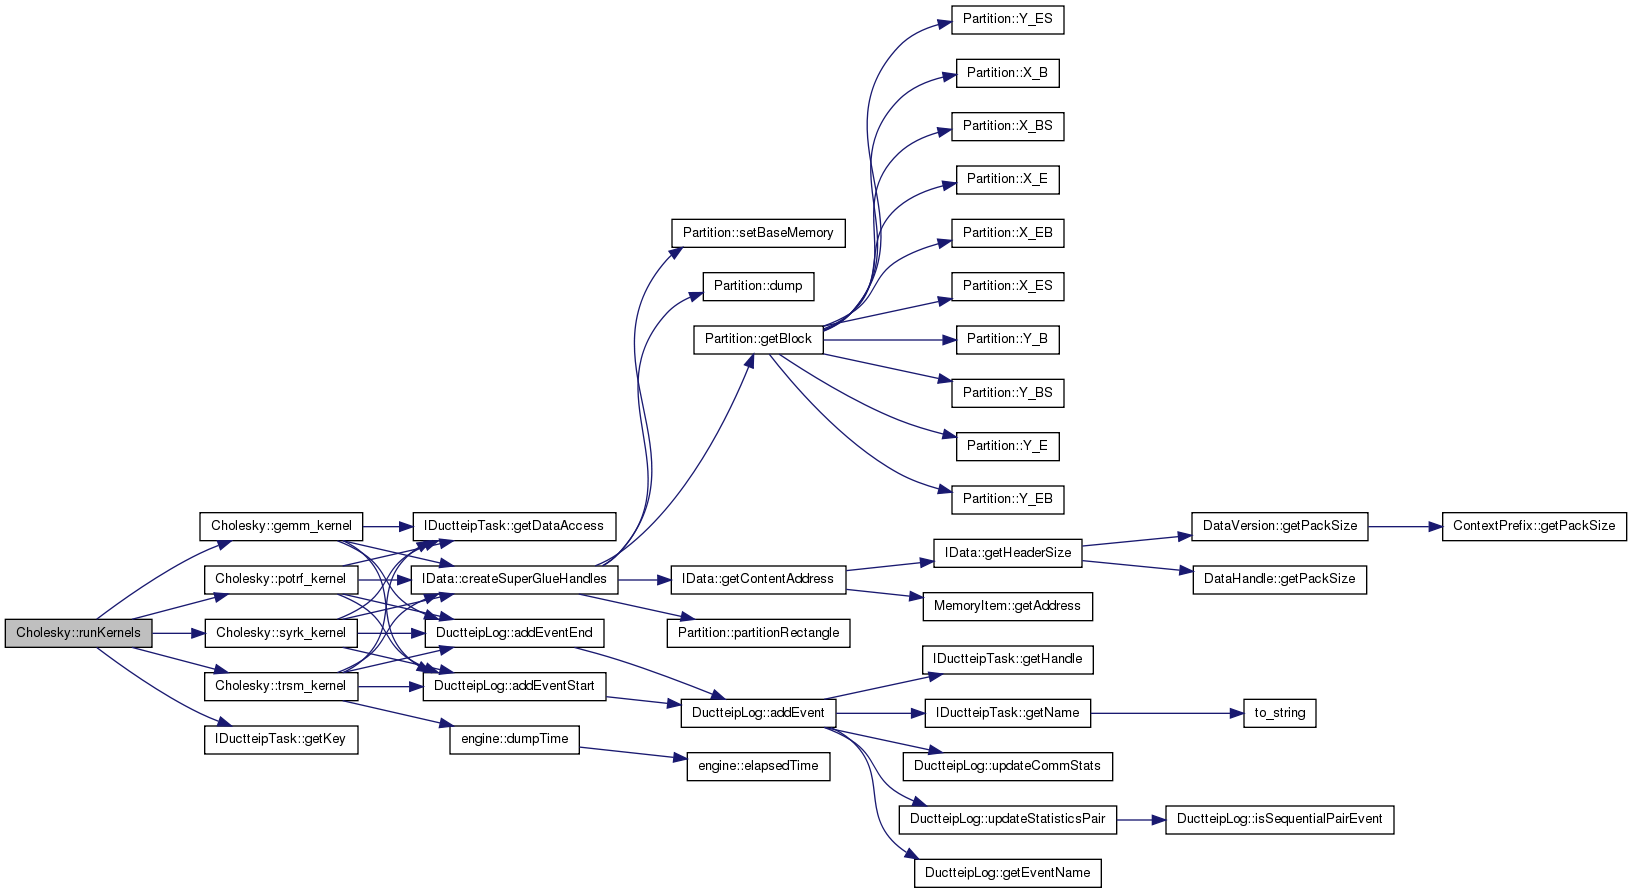 Partition::Y_ES
Partition::X_B
Partition::X_BS
Partition::X_E
Partition::setBaseMemory
Partition::X_EB
Partition::dump
Partition::X_ES
Partition::getBlock
Partition::Y_B
Partition::Y_BS
Partition::Y_E
Partition::Y_EB
Cholesky::gemm_kernel
IDuctteipTask::getDataAccess
DataVersion::getPackSize
ContextPrefix::getPackSize
IData::getHeaderSize
Cholesky::potrf_kernel
IData::createSuperGlueHandles
IData::getContentAddress
DataHandle::getPackSize
MemoryItem::getAddress
Cholesky::runKernels
Cholesky::syrk_kernel
DuctteipLog::addEventEnd
Partition::partitionRectangle
IDuctteipTask::getHandle
Cholesky::trsm_kernel
DuctteipLog::addEventStart
DuctteipLog::addEvent
IDuctteipTask::getName
to_string
IDuctteipTask::getKey
engine::dumpTime
engine::elapsedTime
DuctteipLog::updateCommStats
DuctteipLog::updateStatisticsPair
DuctteipLog::isSequentialPairEvent
DuctteipLog::getEventName